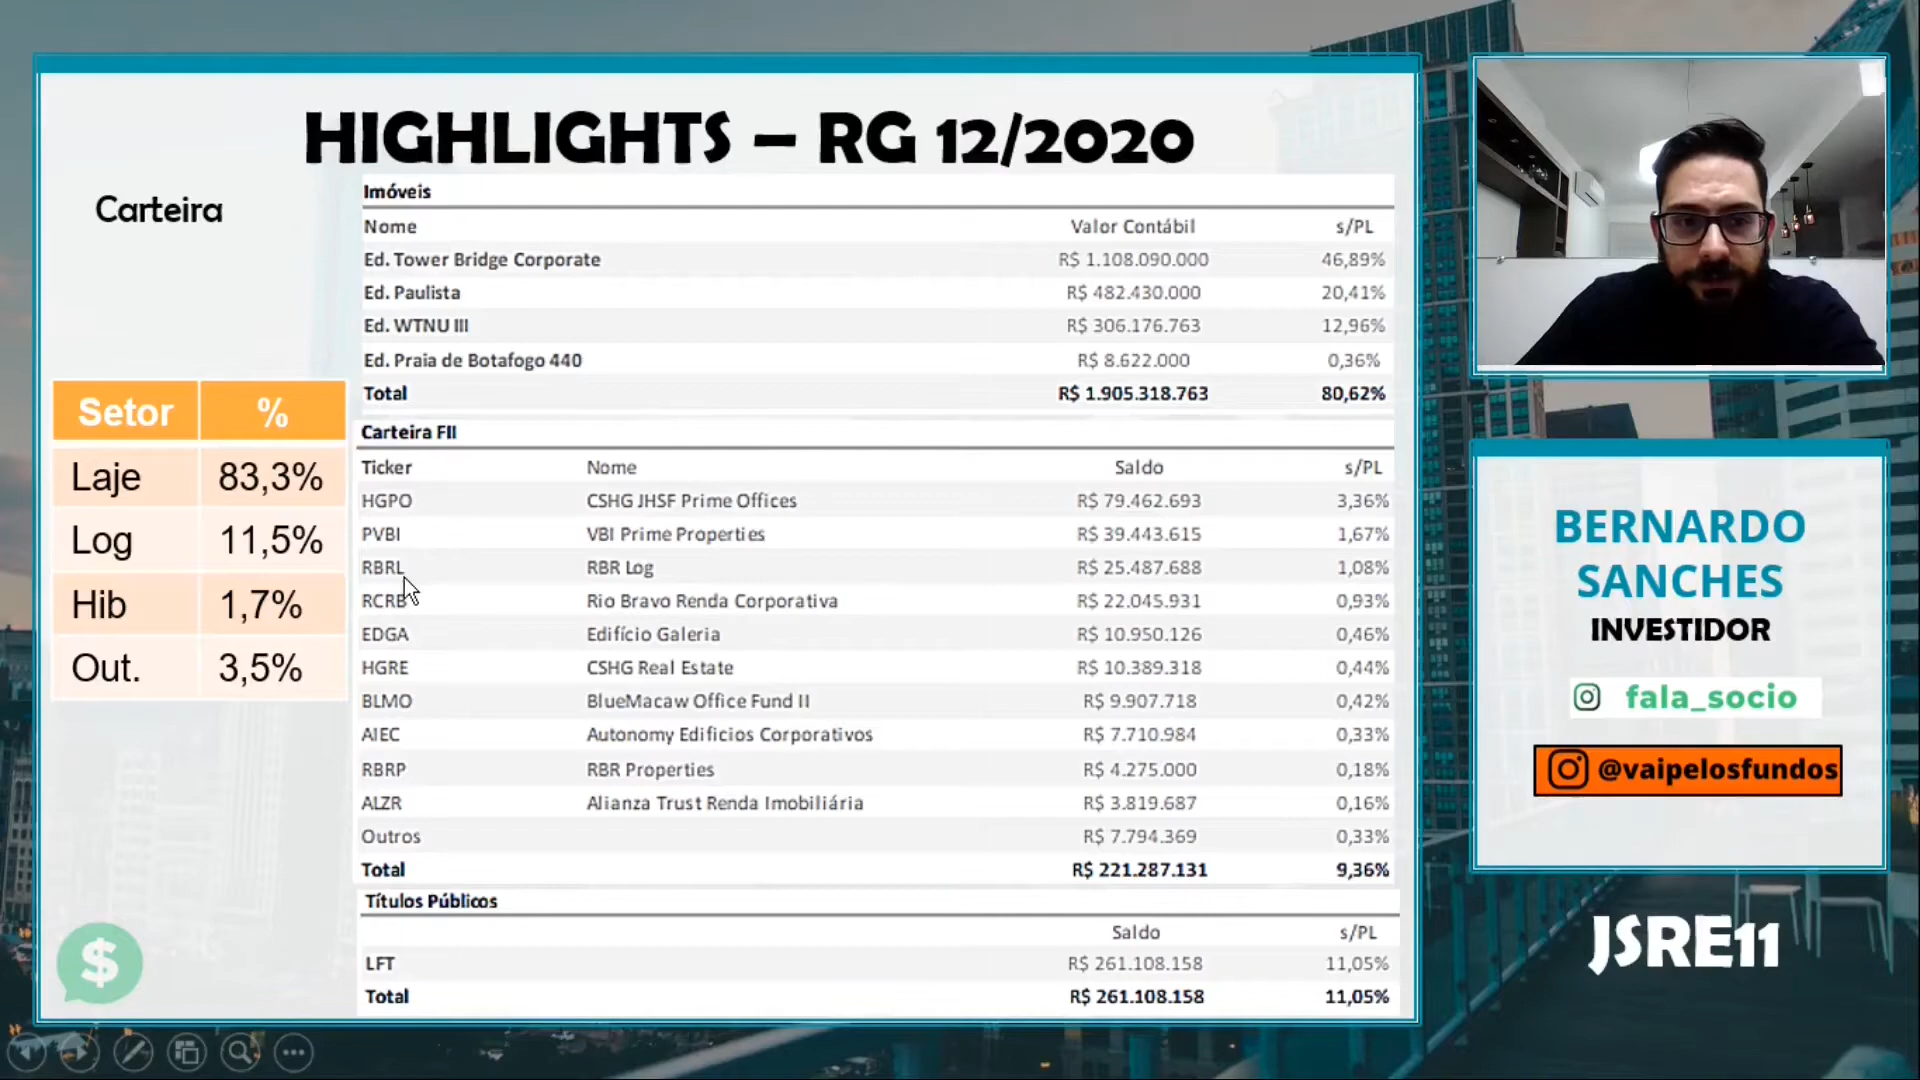 HIGHLIGHTS – RG 12/2020
Carteira
Setor %
Laje 83,3%
Log 11,5%
Hib 1,7%
Out. 3,5%
Imóveis
Nome Valor Contábil s/PL
Ed. Tower Bridge Corporate R$ 1.108.090.000 46,89%
Ed. Paulista R$ 482.430.000 20,41%
Ed. WTNU III R$ 306.176.763 12,96%
Ed. Praia de Botafogo 440 R$ 8.622.000 0,36%
Total R$ 1.905.318.763 80,62%
Carteira FII
Ticker Nome Saldo s/PL
HGPO CSHG JHSF Prime Offices R$ 79.462.693 3,36%
PVBI VBI Prime Properties R$ 39.443.615 1,67%
RBRL RBR Log R$ 25.487.688 1,08%
RCRB Rio Bravo Renda Corporativa R$ 22.045.931 0,93%
EDGA Edifício Galeria R$ 10.950.126 0,46%
HGRE CSHG Real Estate R$ 10.389.318 0,44%
BLMO BlueMacaw Office Fund II R$ 9.907.718 0,42%
AIEC Autonomy Edificios Corporativos R$ 7.710.984 0,33%
RBRP RBR Properties R$ 4.275.000 0,18%
ALZR Alianza Trust Renda Imobiliária R$ 3.819.687 0,16%
Outros R$ 7.794.369 0,33%
Total R$ 221.287.131 9,36%
Títulos Públicos
Saldo s/PL
LFT R$ 261.108.158 11,05%
Total R$ 261.108.158 11,05%
$
BERNARDO
SANCHES
INVESTIDOR
fala_socio
@vaipelosfundos
JSRE11